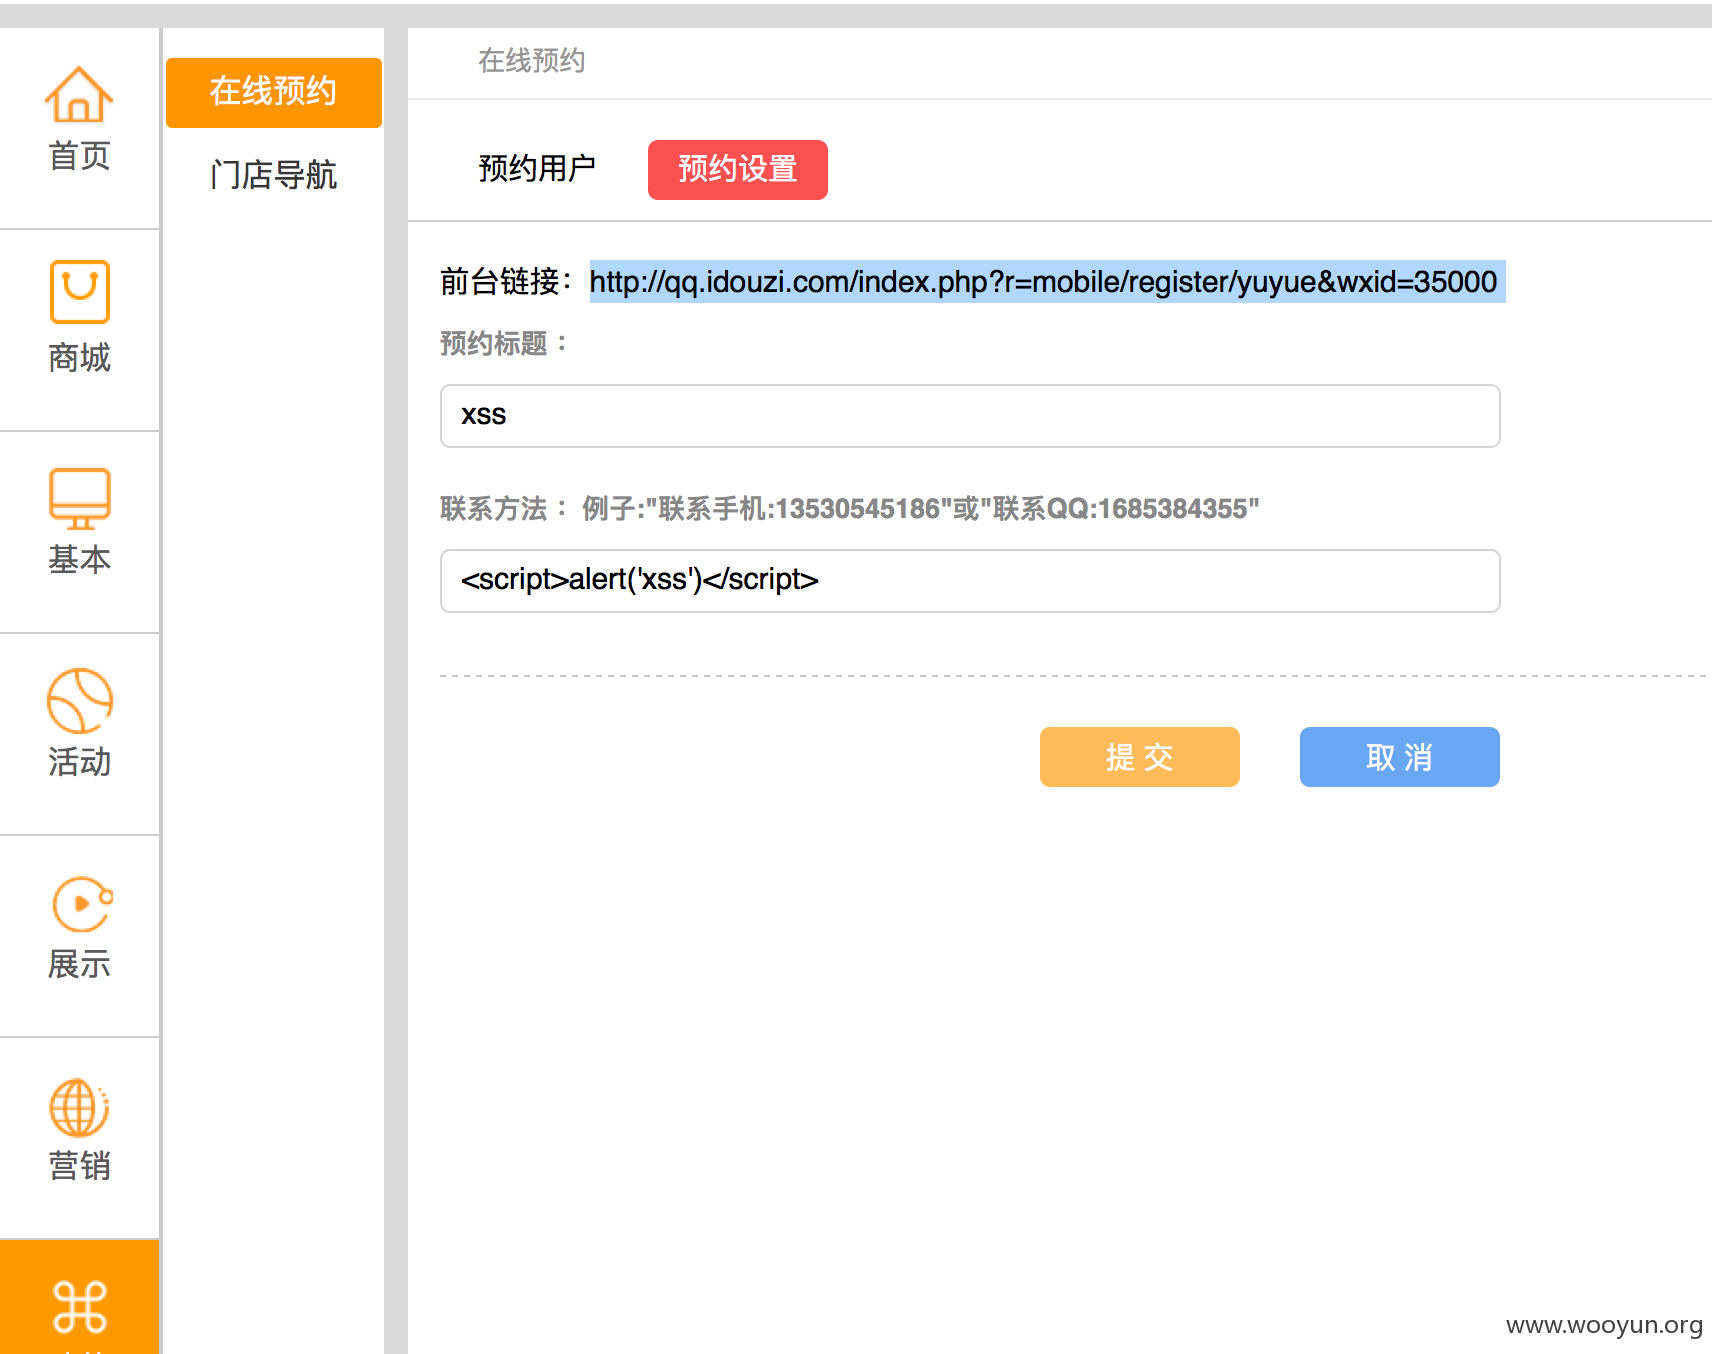 首页
商城
基本
活动
展示
营销
在线预约
门店导航
在线预约
预约用户
预约设置
前台链接：http://qq.idouzi.com/index.php?r=mobile/register/yuyue&wxid=35000
预约标题：
xss
联系方法： 例子:"联系手机:13530545186"或"联系QQ:1685384355"
<script>alert('xss')</script>
提 交
取 消
www.wooyun.org